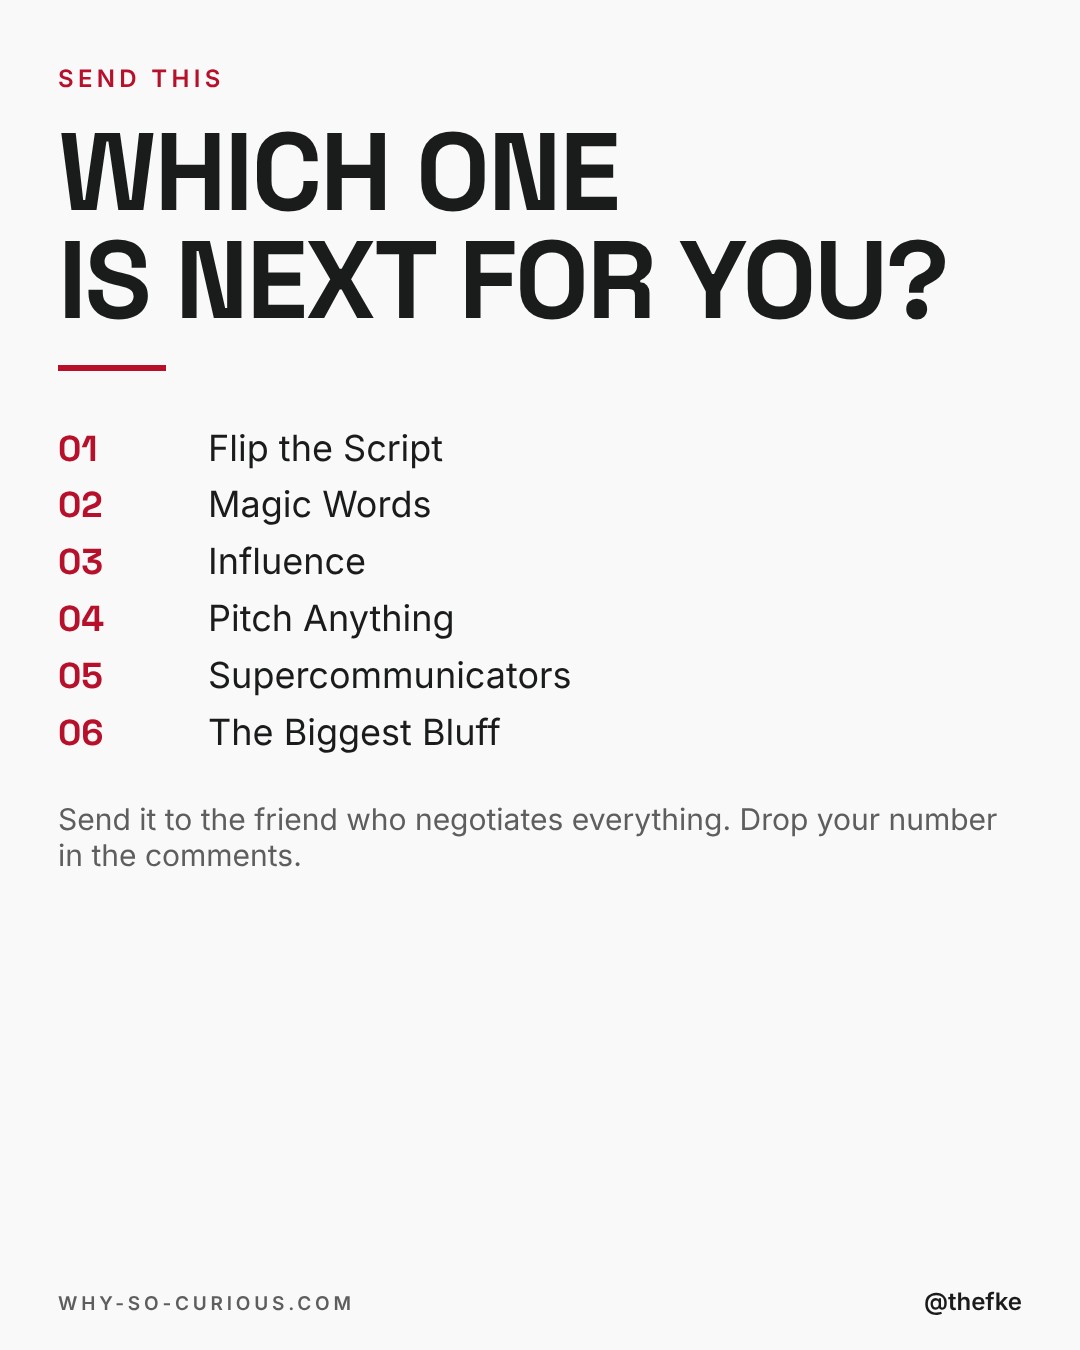 SEND THIS
WHICH ONE
IS NEXT FOR YOU?
01 Flip the Script
02 Magic Words
03 Influence
04 Pitch Anything
05 Supercommunicators
06 The Biggest Bluff
Send it to the friend who negotiates everything. Drop your number
in the comments.
WHY-SO-CURIOUS.COM
@thefke